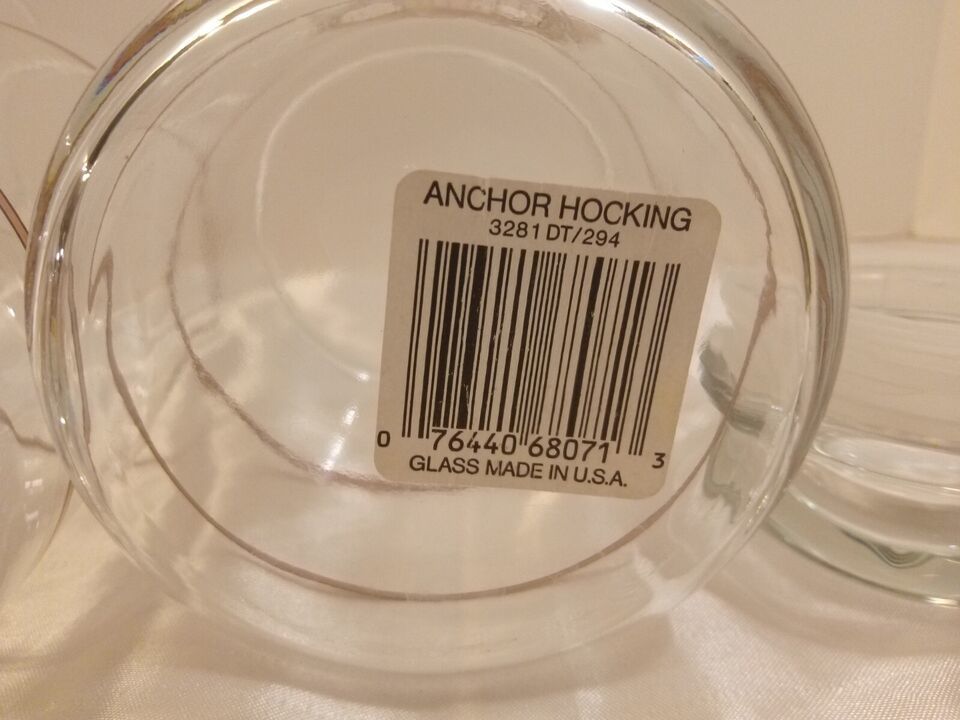 ANCHOR HOCKING
3281 DT/294
0 76440 68071 3
GLASS MADE IN U.S.A.